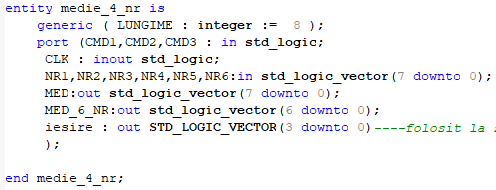 entity medie_4_nr is
generic ( LUNGIME : integer := 8 );
port (CMD1,CMD2,CMD3 : in std_logic;
CLK : inout std_logic;
NR1,NR2,NR3,NR4,NR5,NR6:in std_logic_vector(7 downto 0);
MED:out std_logic_vector(7 downto 0);
MED_6_NR:out std_logic_vector(6 downto 0);
iesire : out STD_LOGIC_VECTOR(3 downto 0)----folosit la
);
end medie_4_nr;